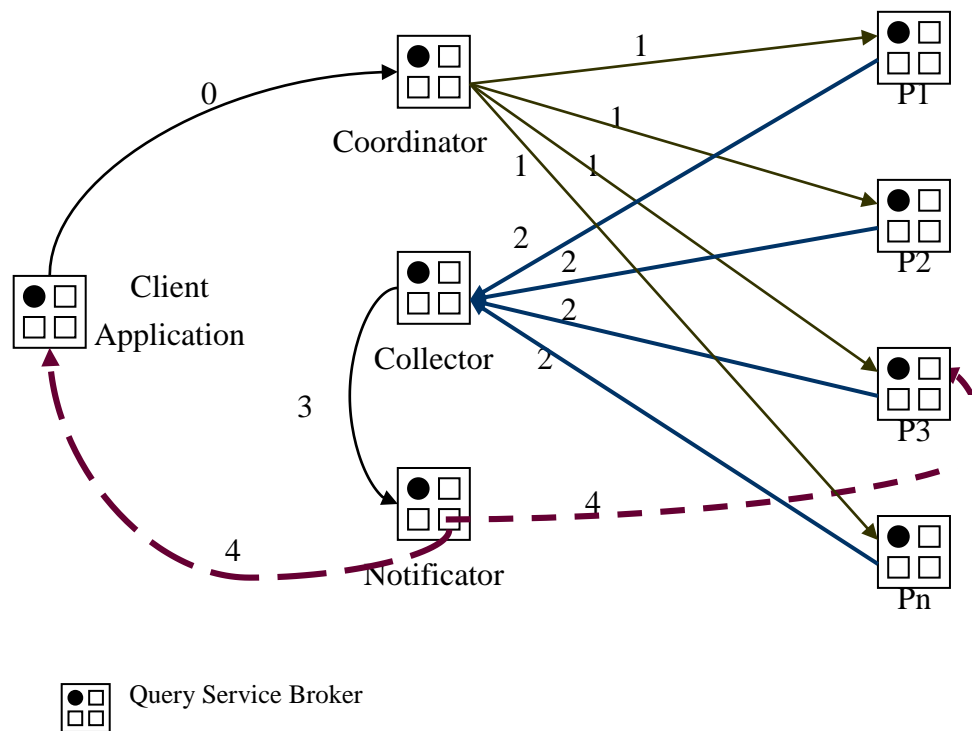 1
P1
0
Coordinator
1
1
1
P2
2
2
Client
Application
2
Collector
2
3
P3
4
4
Notificator
Pn
Query Service Broker